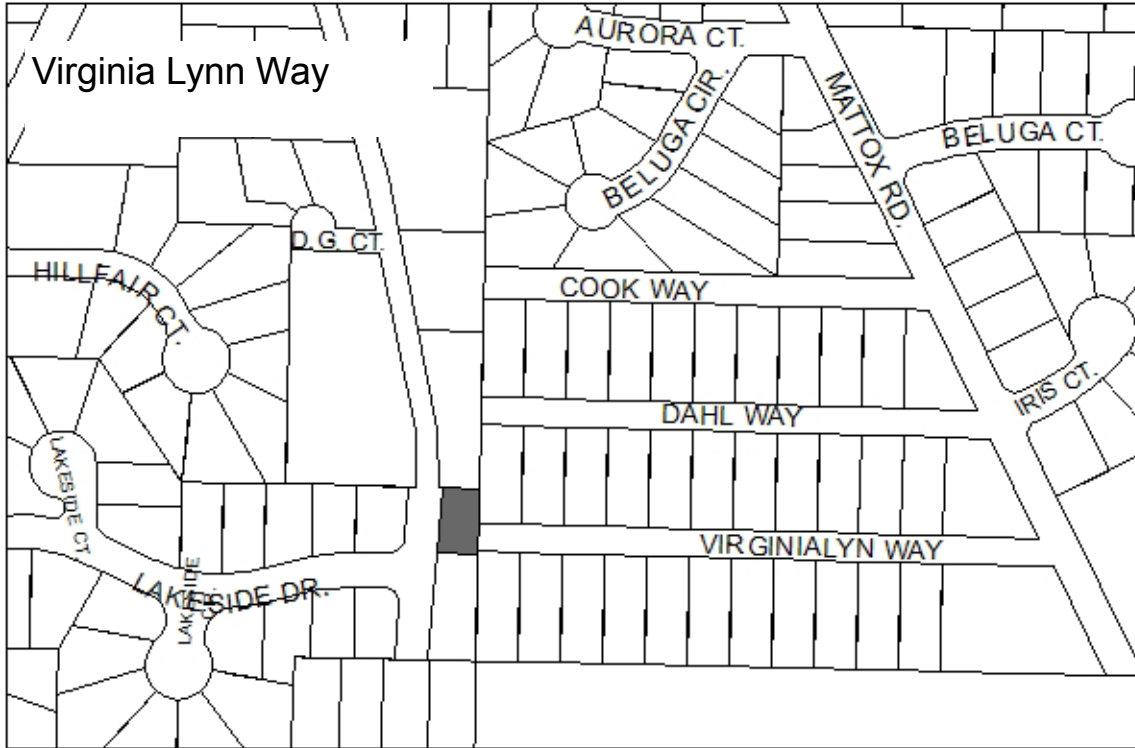 Virginia Lynn Way
AURORA CT.
BELUGA CIR.
MATTOX RD.
BELUGA CT.
D.G. CT.
HILLFAIR CT.
COOK WAY
IRIS CT.
DAHL WAY
LAKESIDE CT
VIRGINIALYN WAY
LAKESIDE DR.
LAKESIDE